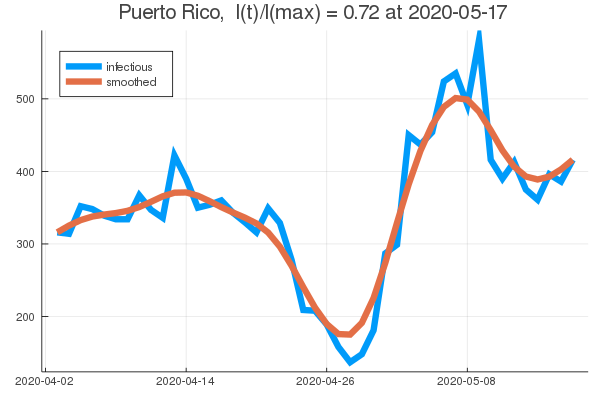 Puerto Rico,  I(t)/I(max) = 0.72 at 2020-05-17
infectious
smoothed
500
400
300
200
2020-04-02
2020-04-14
2020-04-26
2020-05-08